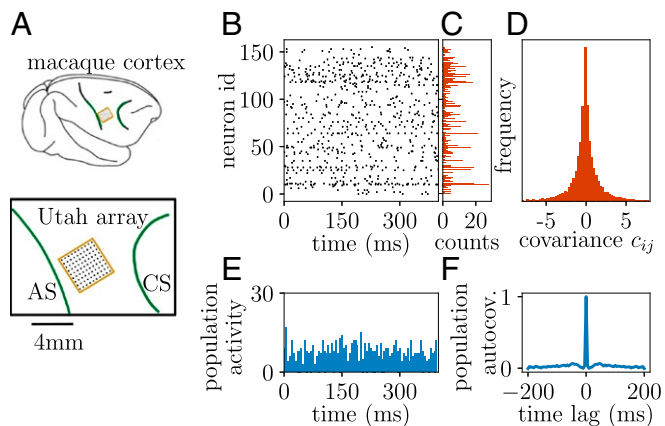 A
macaque cortex
Utah array
AS
CS
4mm
B
neuron id
150
100
50
0
0
150
300
time (ms)
C
0
20
counts
D
frequency
-5
0
5
covariance c_{ij}
E
population
activity
30
0
0
150
300
time (ms)
F
population
autocov.
1
0
−200
0
200
time lag (ms)